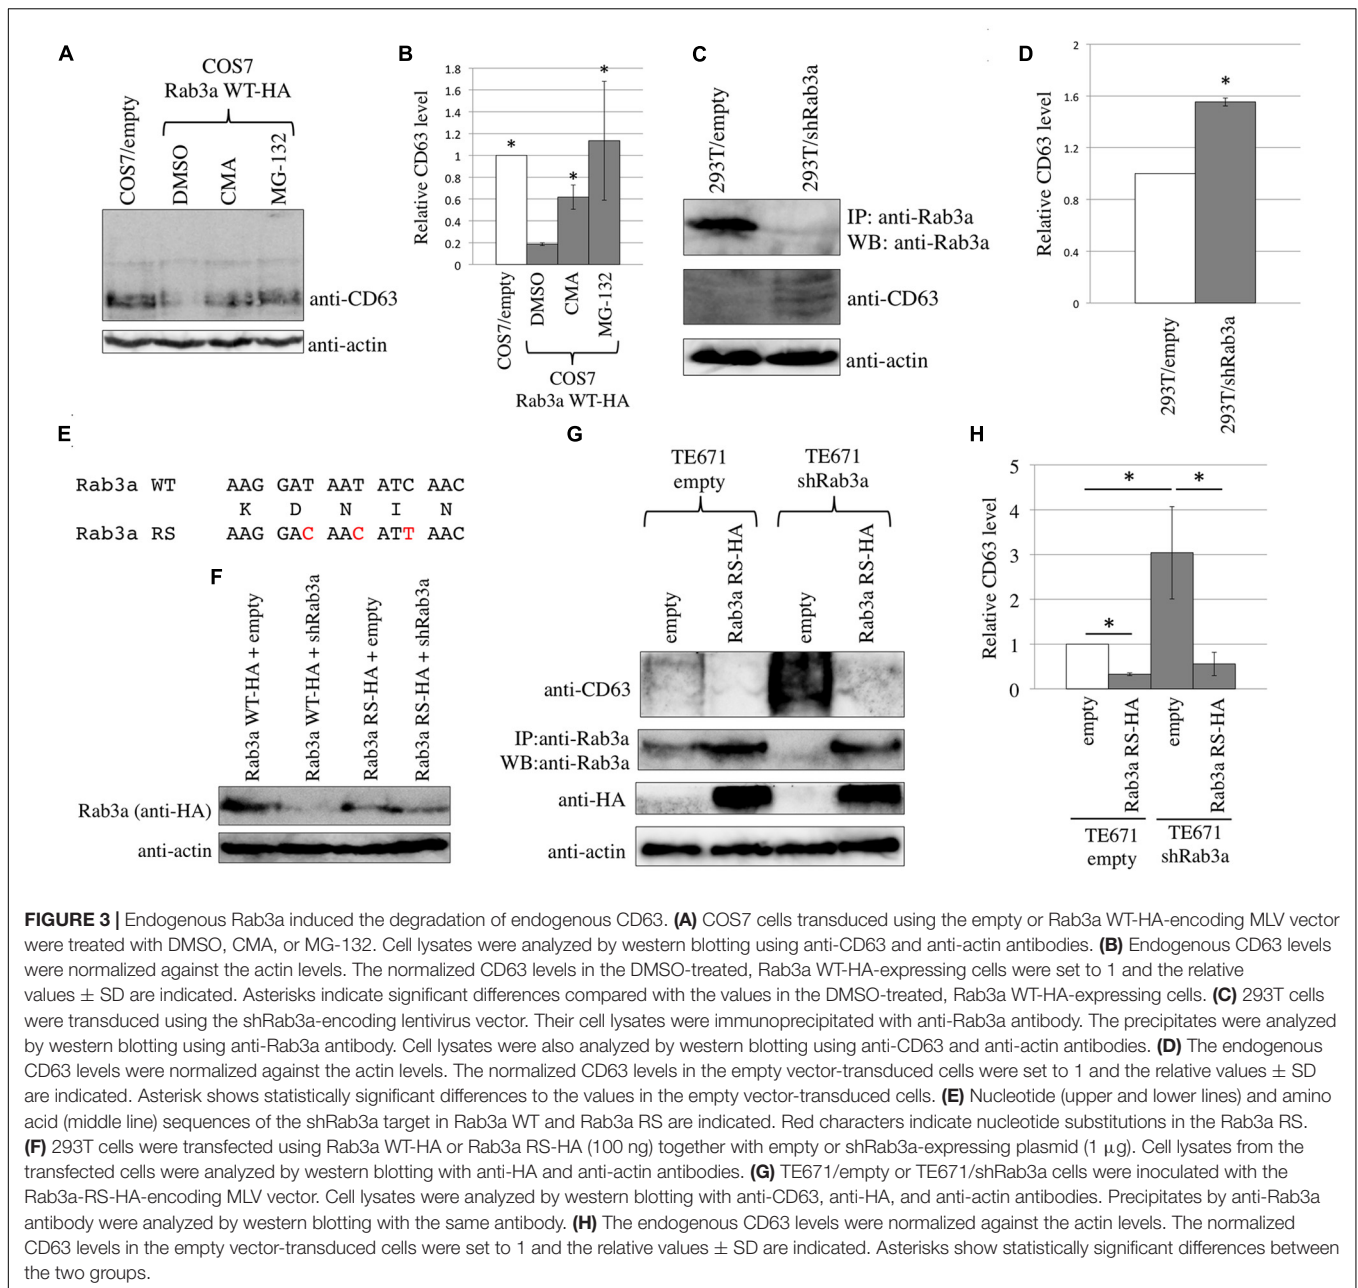 A
COS7
Rab3a WT-HA
COS7/empty
DMSO
CMA
MG-132
anti-CD63
anti-actin
B
Relative CD63 level
1.8
1.6
1.4
1.2
1
0.8
0.6
0.4
0.2
0
*
*
*
COS7/empty
DMSO
CMA
MG-132
COS7
Rab3a WT-HA
C
293T/empty
293T/shRab3a
IP: anti-Rab3a
WB: anti-Rab3a
anti-CD63
anti-actin
D
Relative CD63 level
2
1.6
1.2
0.8
0.4
0
*
293T/empty
293T/shRab3a
E
Rab3a WT AAG GAT AAT ATC AAC
K D N I N
Rab3a RS AAG GAC AAC ATT AAC
F
Rab3a WT-HA + empty
Rab3a WT-HA + shRab3a
Rab3a RS-HA + empty
Rab3a RS-HA + shRab3a
Rab3a (anti-HA)
anti-actin
G
TE671
empty
TE671
shRab3a
empty
Rab3a RS-HA
empty
Rab3a RS-HA
anti-CD63
IP:anti-Rab3a
WB:anti-Rab3a
anti-HA
anti-actin
H
Relative CD63 level
5
4
3
2
1
0
*
*
*
empty
Rab3a RS-HA
empty
Rab3a RS-HA
TE671
empty
TE671
shRab3a
FIGURE 3 | Endogenous Rab3a induced the degradation of endogenous CD63. (A) COS7 cells transduced using the empty or Rab3a WT-HA-encoding MLV vector
were treated with DMSO, CMA, or MG-132. Cell lysates were analyzed by western blotting using anti-CD63 and anti-actin antibodies. (B) Endogenous CD63 levels
were normalized against the actin levels. The normalized CD63 levels in the DMSO-treated, Rab3a WT-HA-expressing cells were set to 1 and the relative
values ± SD are indicated. Asterisks indicate significant differences compared with the values in the DMSO-treated, Rab3a WT-HA-expressing cells. (C) 293T cells
were transduced using the shRab3a-encoding lentivirus vector. Their cell lysates were immunoprecipitated with anti-Rab3a antibody. The precipitates were analyzed
by western blotting using anti-Rab3a antibody. Cell lysates were also analyzed by western blotting using anti-CD63 and anti-actin antibodies. (D) The endogenous
CD63 levels were normalized against the actin levels. The normalized CD63 levels in the empty vector-transduced cells were set to 1 and the relative values ± SD
are indicated. Asterisk shows statistically significant differences to the values in the empty vector-transduced cells. (E) Nucleotide (upper and lower lines) and amino
acid (middle line) sequences of the shRab3a target in Rab3a WT and Rab3a RS are indicated. Red characters indicate nucleotide substitutions in the Rab3a RS.
(F) 293T cells were transfected using Rab3a WT-HA or Rab3a RS-HA (100 ng) together with empty or shRab3a-expressing plasmid (1 μg). Cell lysates from the
transfected cells were analyzed by western blotting with anti-HA and anti-actin antibodies. (G) TE671/empty or TE671/shRab3a cells were inoculated with the
Rab3a-RS-HA-encoding MLV vector. Cell lysates were analyzed by western blotting with anti-CD63, anti-HA, and anti-actin antibodies. Precipitates by anti-Rab3a
antibody were analyzed by western blotting with the same antibody. (H) The endogenous CD63 levels were normalized against the actin levels. The normalized
CD63 levels in the empty vector-transduced cells were set to 1 and the relative values ± SD are indicated. Asterisks show statistically significant differences between
the two groups.